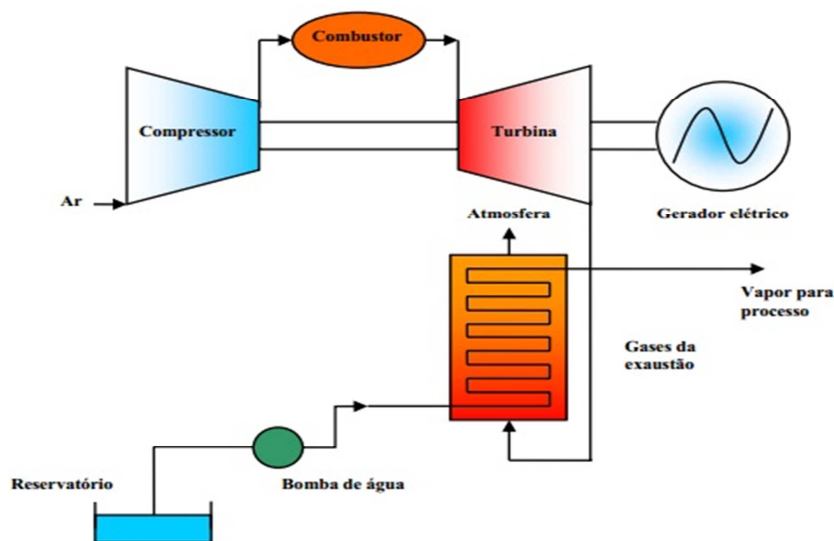 Combustor
Compressor
Turbina
Ar
Atmosfera
Gerador elétrico
Vapor para
processo
Gases da
exaustão
Reservatório
Bomba de água